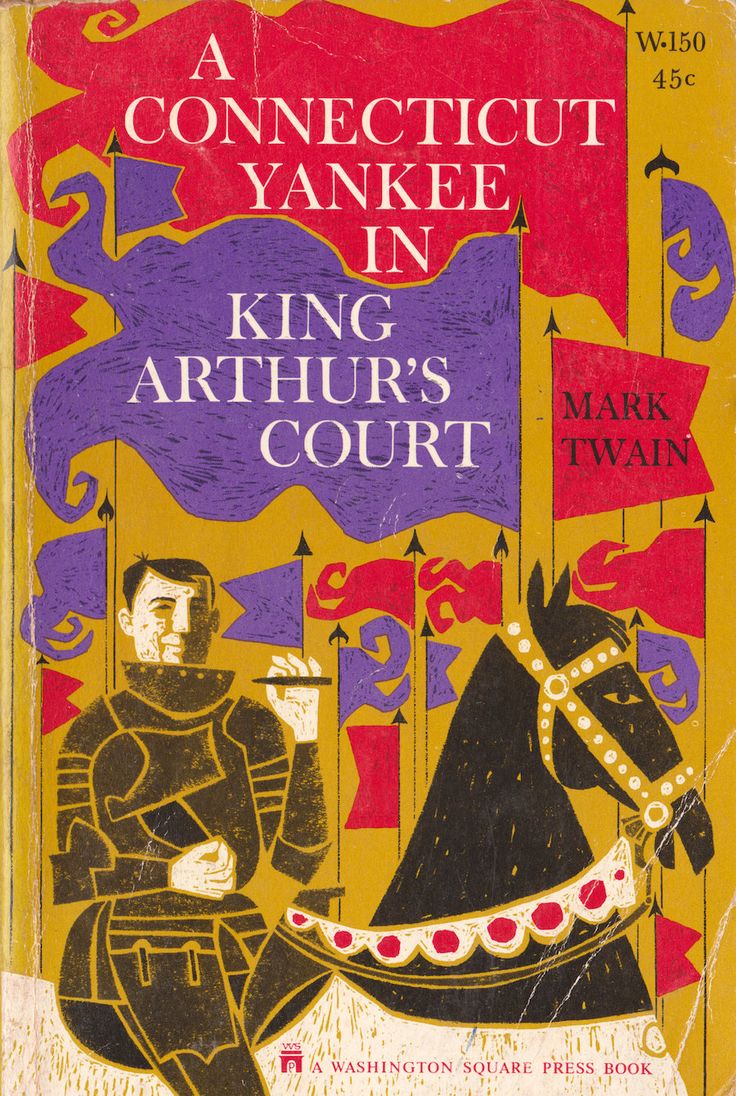 W·150
45c
A
CONNECTICUT
YANKEE
IN
KING
ARTHUR'S
COURT
MARK
TWAIN
WS
P
A WASHINGTON SQUARE PRESS BOOK